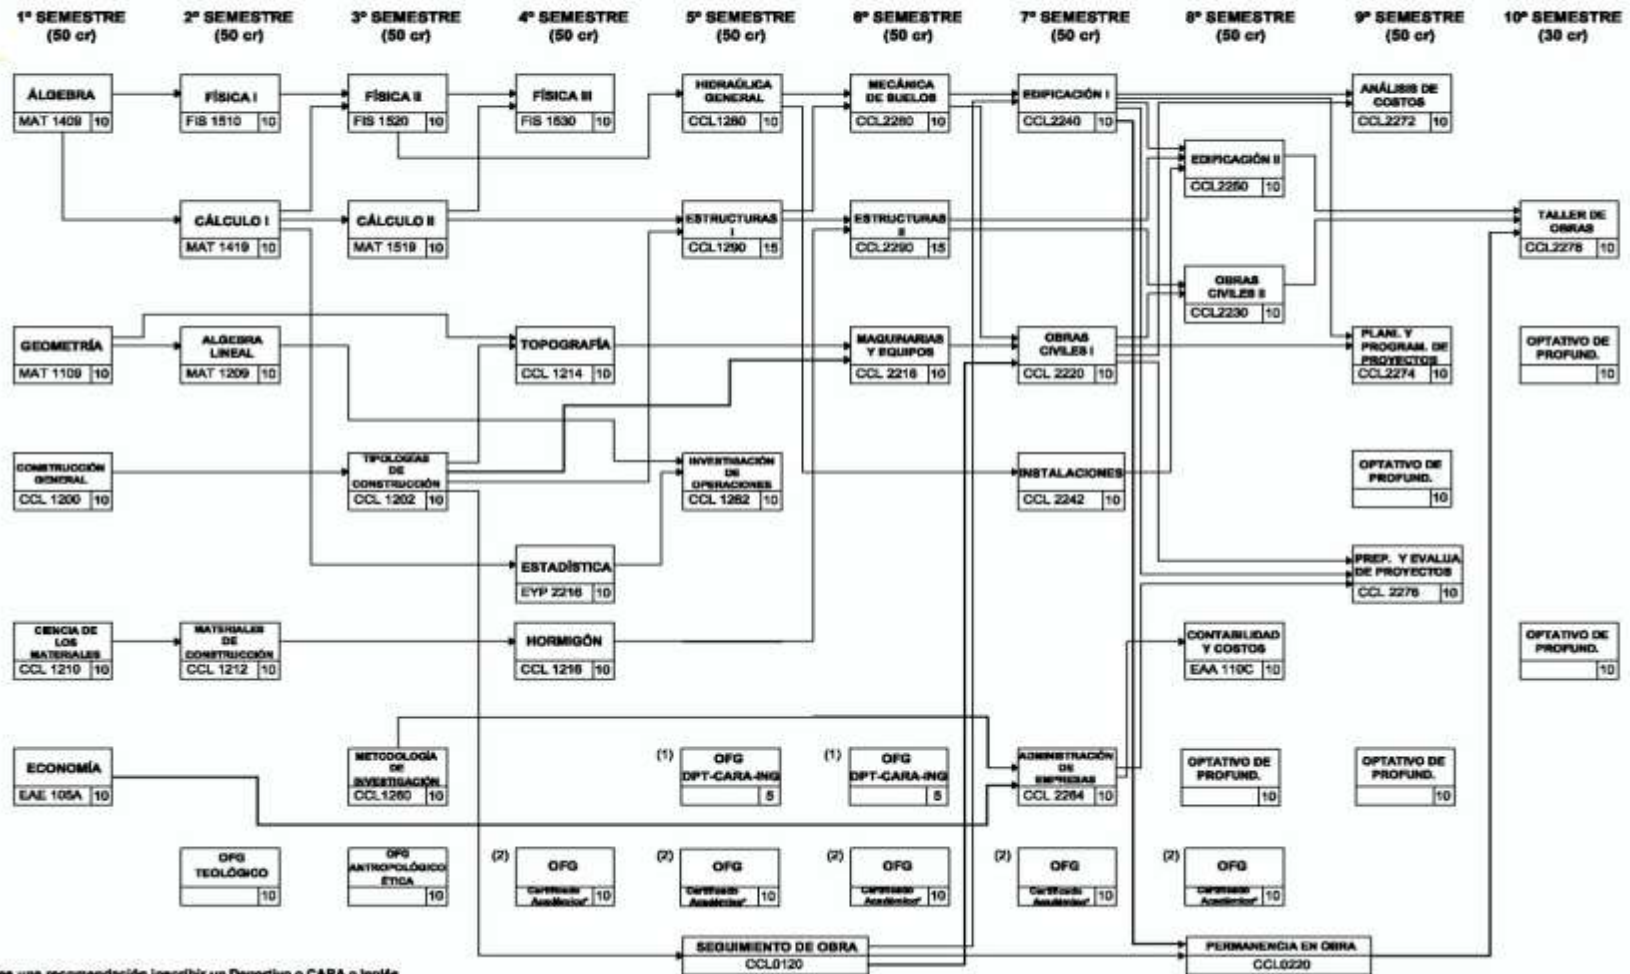 1º SEMESTRE
(50 cr)
2º SEMESTRE
(50 cr)
3º SEMESTRE
(50 cr)
4º SEMESTRE
(50 cr)
5º SEMESTRE
(50 cr)
6º SEMESTRE
(50 cr)
7º SEMESTRE
(50 cr)
8º SEMESTRE
(50 cr)
9º SEMESTRE
(50 cr)
10º SEMESTRE
(30 cr)
ÁLGEBRA
MAT 1409 10
FÍSICA I
FIS 1510 10
FÍSICA II
FIS 1520 10
FÍSICA III
FIS 1530 10
HIDRAÚLICA
GENERAL
CCL1280 10
MECÁNICA
DE SUELOS
CCL2280 10
EDIFICACIÓN I
CCL2240 10
ANÁLISIS DE
COSTOS
CCL2272 10
EDIFICACIÓN II
CCL2250 10
CÁLCULO I
MAT 1419 10
CÁLCULO II
MAT 1519 10
ESTRUCTURAS
I
CCL1290 15
ESTRUCTURAS
II
CCL2290 15
TALLER DE
OBRAS
CCL2278 10
OBRAS
CIVILES II
CCL2230 10
GEOMETRÍA
MAT 1109 10
ALGEBRA
LINEAL
MAT 1209 10
TOPOGRAFÍA
CCL 1214 10
MAQUINARIAS
Y EQUIPOS
CCL 2216 10
OBRAS
CIVILES I
CCL 2220 10
PLANI. Y
PROGRAM. DE
PROYECTOS
CCL2274 10
OPTATIVO DE
PROFUND.
10
CONSTRUCCIÓN
GENERAL
CCL 1200 10
TIPOLOGÍAS
DE
CONSTRUCCIÓN
CCL 1202 10
INVESTIGACIÓN
DE
OPERACIONES
CCL 1262 10
INSTALACIONES
CCL 2242 10
OPTATIVO DE
PROFUND.
10
ESTADÍSTICA
EYP 2216 10
PREP. Y EVALUA.
DE PROYECTOS
CCL 2276 10
CIENCIA DE
LOS
MATERIALES
CCL 1210 10
MATERIALES
DE
CONSTRUCCIÓN
CCL 1212 10
HORMIGÓN
CCL 1216 10
CONTABILIDAD
Y COSTOS
EAA 110C 10
OPTATIVO DE
PROFUND.
10
ECONOMÍA
EAE 105A 10
METODOLOGÍA
DE
INVESTIGACIÓN
CCL1260 10
(1) OFG
DPT-CARA-ING
5
(1) OFG
DPT-CARA-ING
5
ADMINISTRACIÓN
DE
EMPRESAS
CCL 2264 10
OPTATIVO DE
PROFUND.
10
OPTATIVO DE
PROFUND.
10
OFG
TEOLÓGICO
10
OFG
ANTROPOLÓGICO
ÉTICA
10
(2) OFG
Certificado
Académico* 10
(2) OFG
Certificado
Académico* 10
(2) OFG
Certificado
Académico* 10
(2) OFG
Certificado
Académico* 10
(2) OFG
Certificado
Académico* 10
SEGUIMIENTO DE OBRA
CCL0120
PERMANENCIA EN OBRA
CCL0220